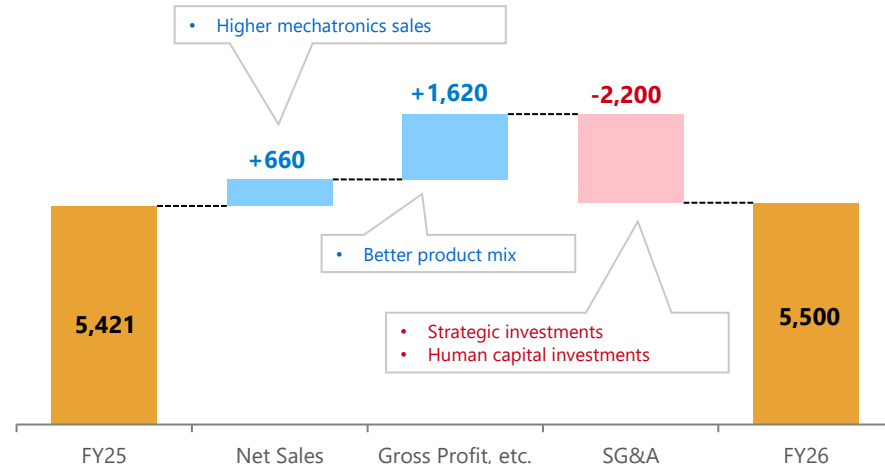 • Higher mechatronics sales
+1,620
-2,200
+660
• Better product mix
5,421
5,500
• Strategic investments
• Human capital investments
FY25
Net Sales
Gross Profit, etc.
SG&A
FY26